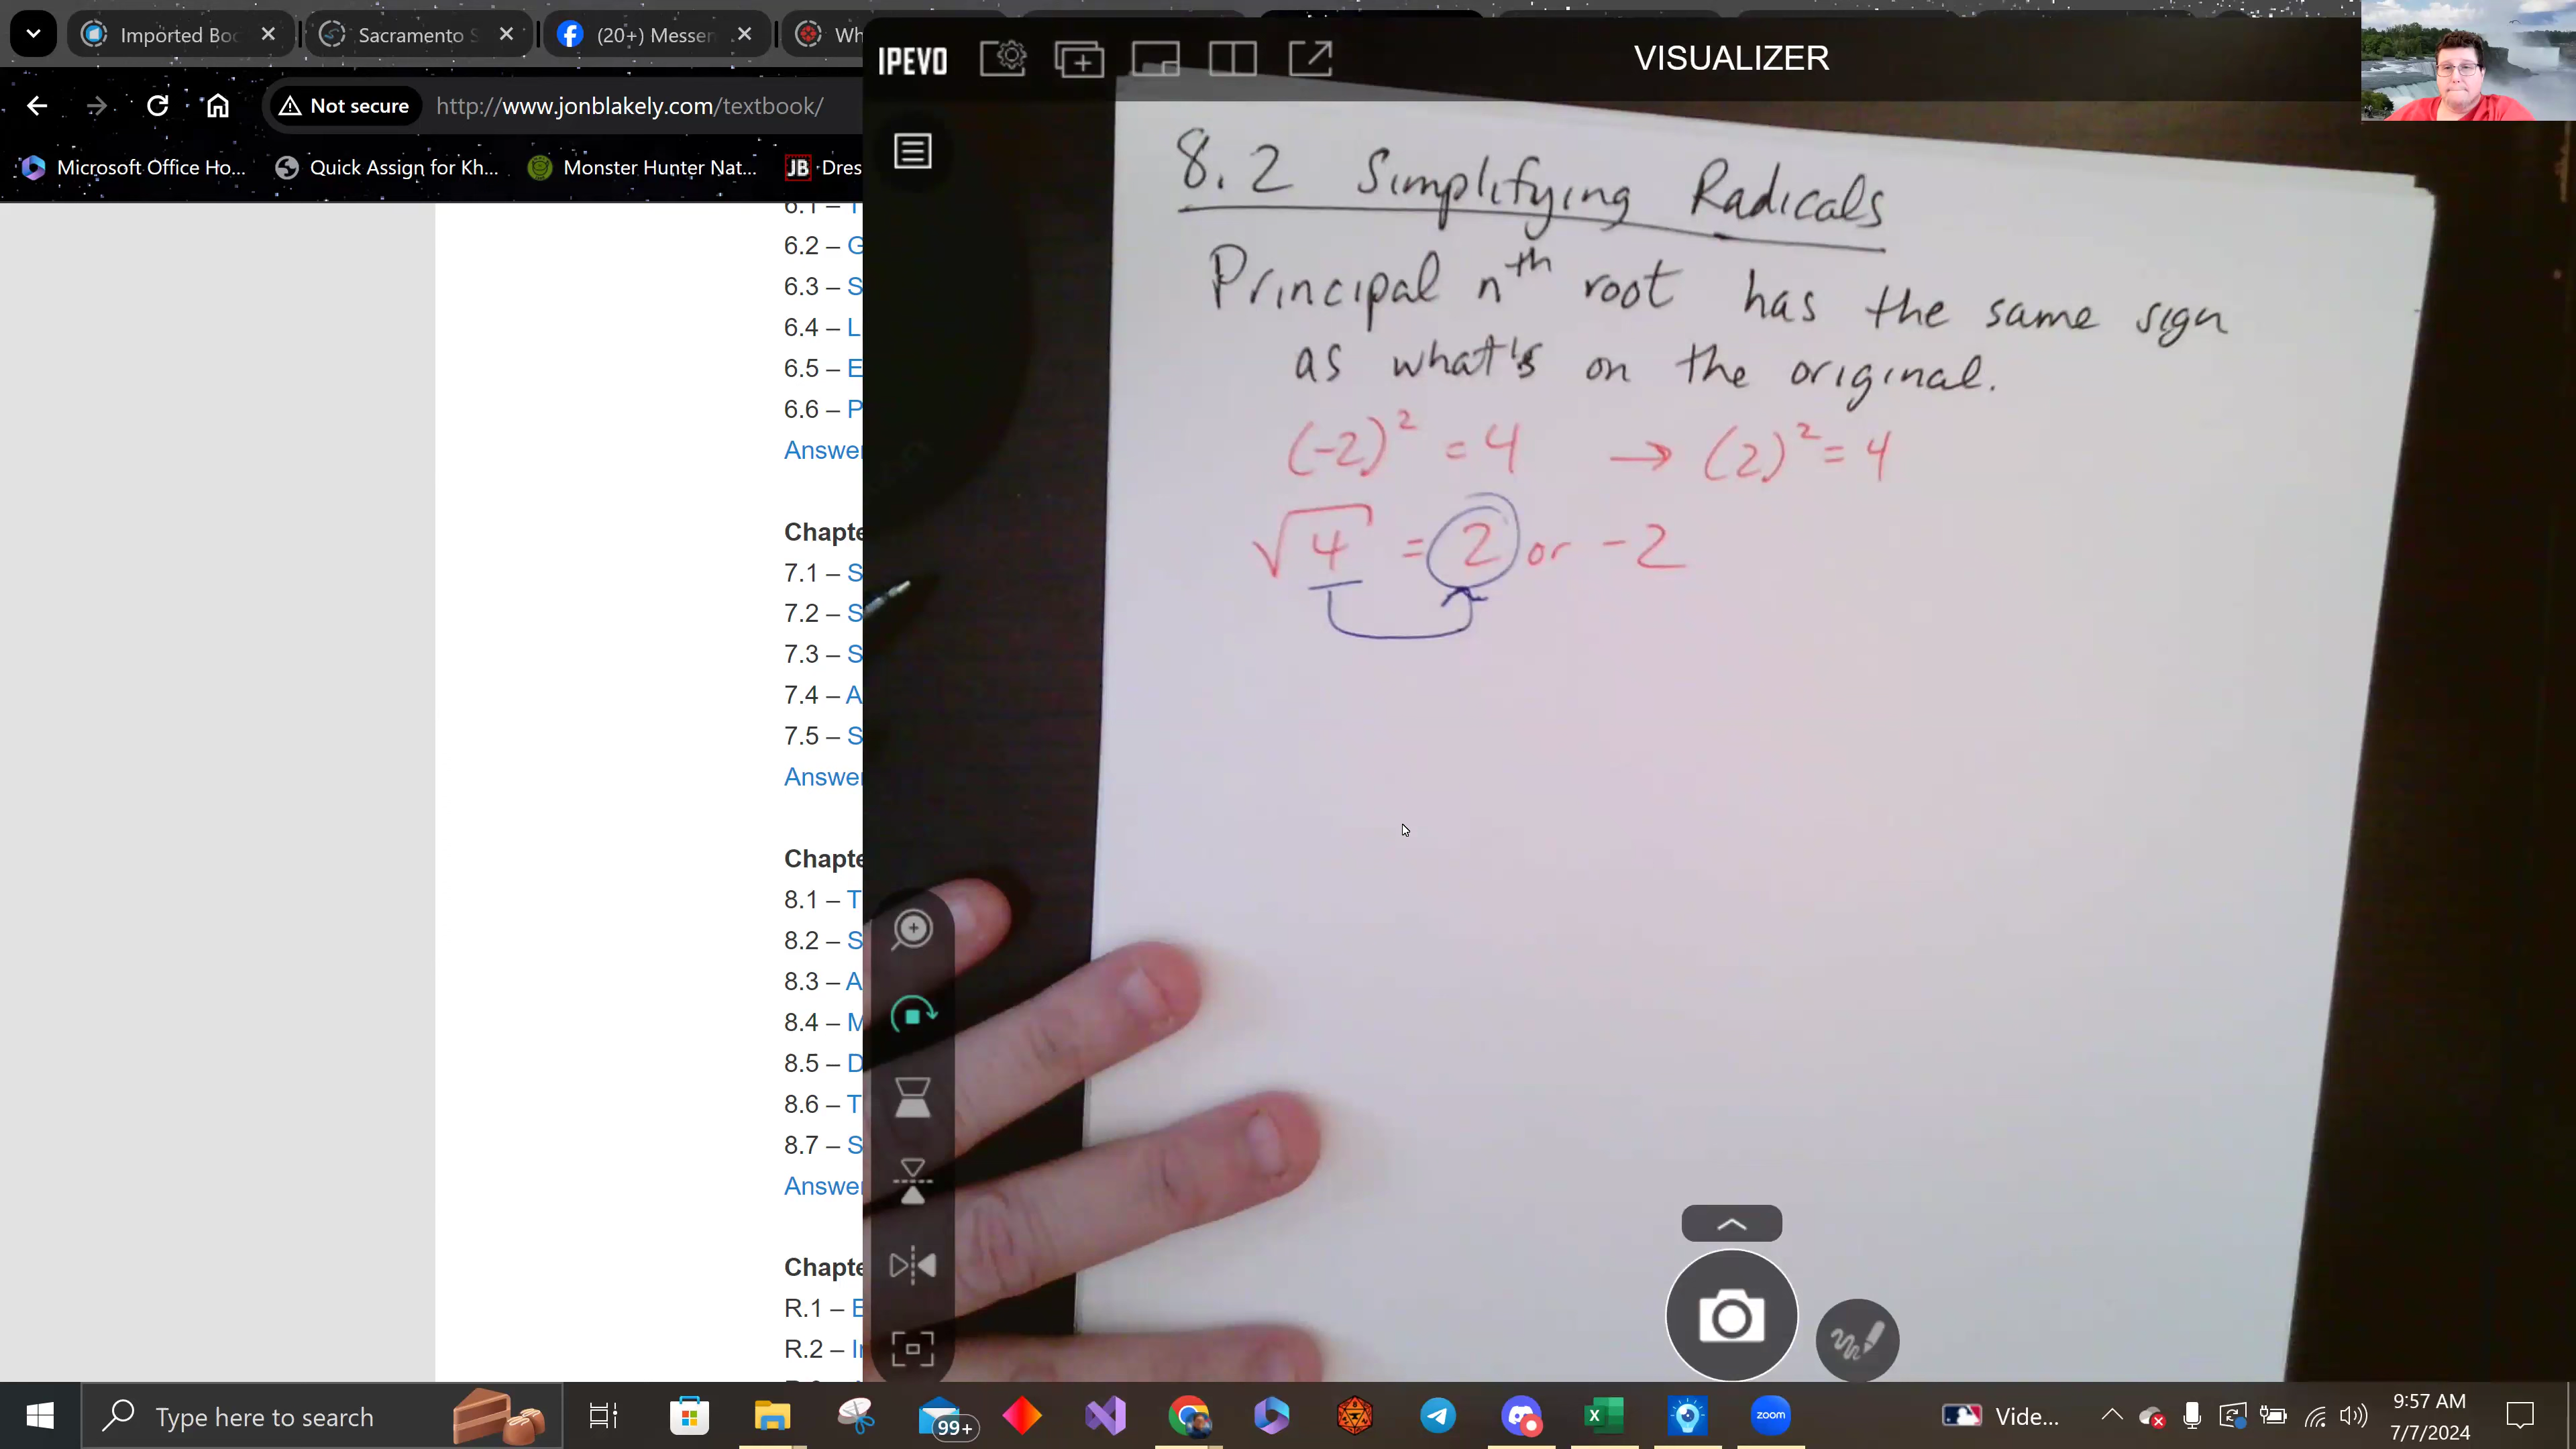 Imported Boo
Sacramento S
(20+) Messen
Wh
IPEVO
VISUALIZER
Not secure
http://www.jonblakely.com/textbook/
Microsoft Office Ho...
Quick Assign for Kh...
Monster Hunter Nat...
JB
Dres
6.1 – T
6.2 – G
6.3 – S
6.4 – L
6.5 – E
6.6 – P
Answe
Chapte
7.1 – S
7.2 – S
7.3 – S
7.4 – A
7.5 – S
Answe
Chapte
8.1 – T
8.2 – S
8.3 – A
8.4 – M
8.5 – D
8.6 – T
8.7 – S
Answe
Chapte
R.1 – E
R.2 – I
8.2 Simplifying Radicals
Principal nᵗʰ root has the same sign
as what's on the original.
(-2)² = 4 → (2)² = 4
√4 = 2 or -2
Type here to search
99+
zoom
Vide...
9:57 AM
7/7/2024